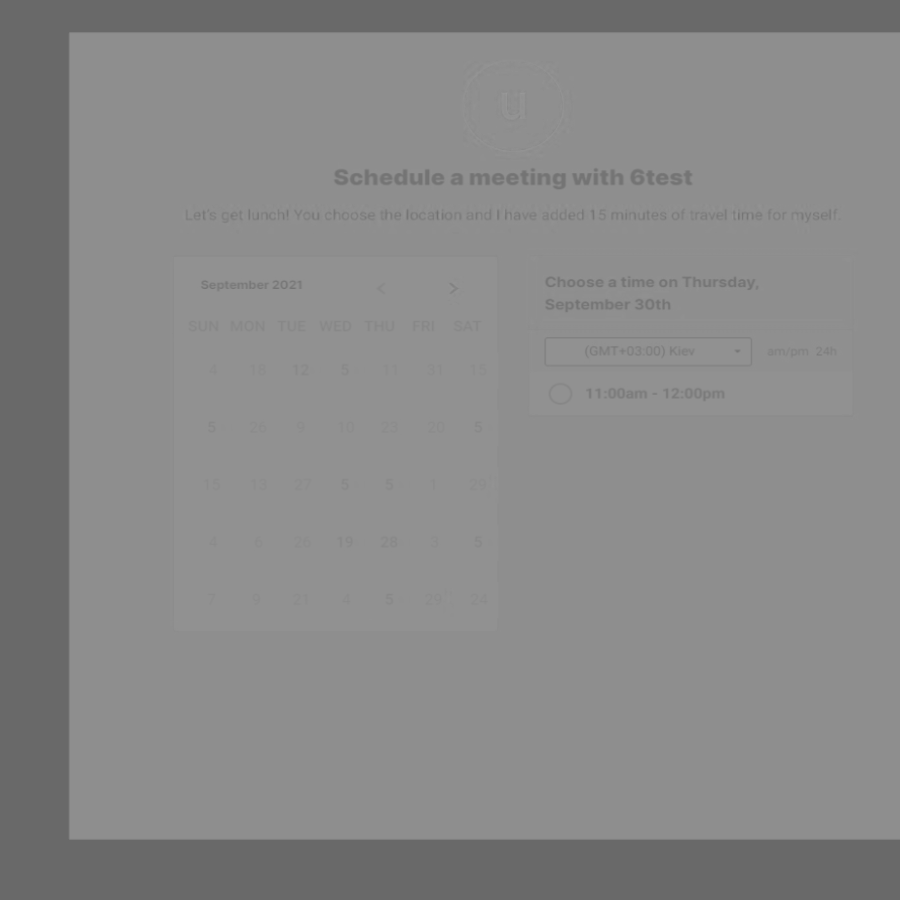 u
Schedule a meeting with 6test
Let's get lunch! You choose the location and I have added 15 minutes of travel time for myself.
September 2021 < >
SUN MON TUE WED THU FRI SAT
4 18 12 5 11 31 15
5 26 9 10 23 20 5
15 13 27 5 5 1 29
4 6 26 19 28 3 5
7 9 21 4 5 29 24
Choose a time on Thursday,
September 30th
(GMT+03:00) Kiev am/pm 24h
11:00am - 12:00pm